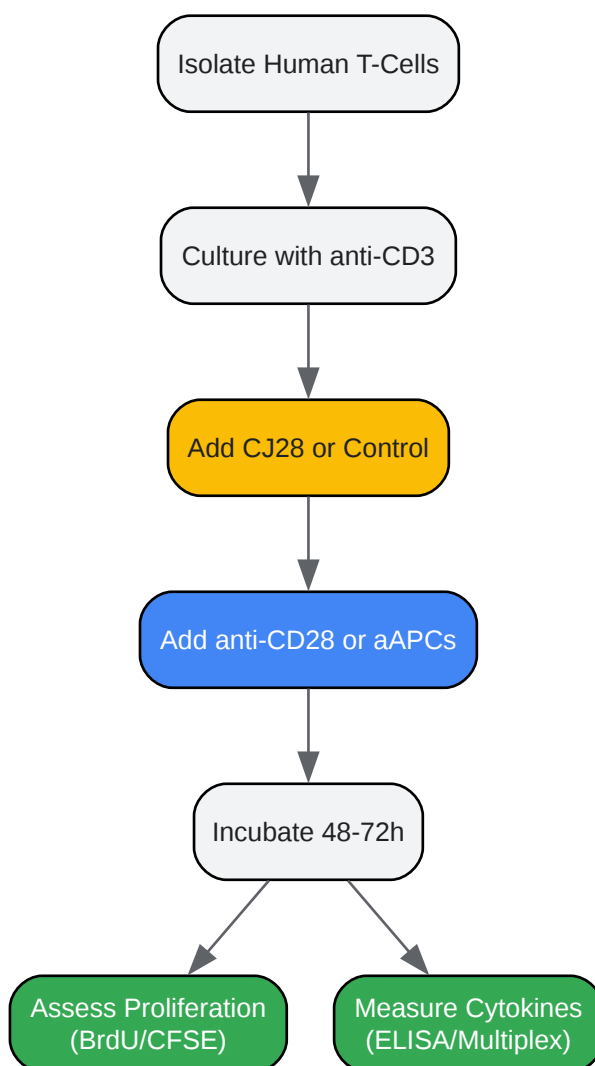 Isolate Human T-Cells
Culture with anti-CD3
Add CJ28 or Control
Add anti-CD28 or aAPCs
Incubate 48-72h
Assess Proliferation
(BrdU/CFSE)
Measure Cytokines
(ELISA/Multiplex)